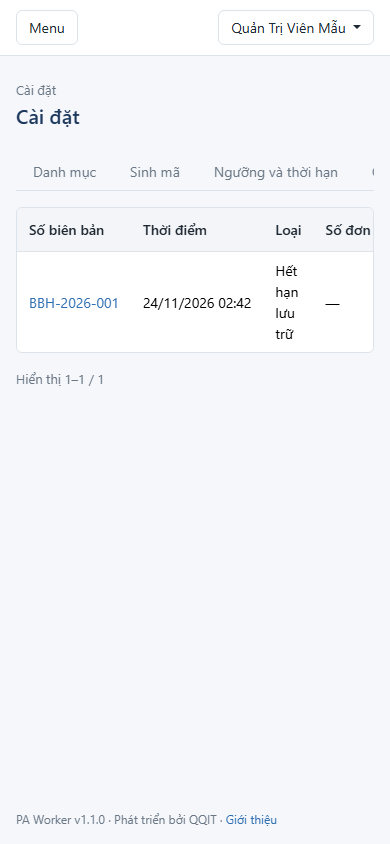 Menu
Quản Trị Viên Mẫu
Cài đặt
Cài đặt
Danh mục Sinh mã Ngưỡng và thời hạn
Số biên bản Thời điểm Loại Số đơn
BBH-2026-001 24/11/2026 02:42 Hết hạn lưu trữ —
Hiển thị 1–1 / 1
PA Worker v1.1.0 · Phát triển bởi QQIT · Giới thiệu